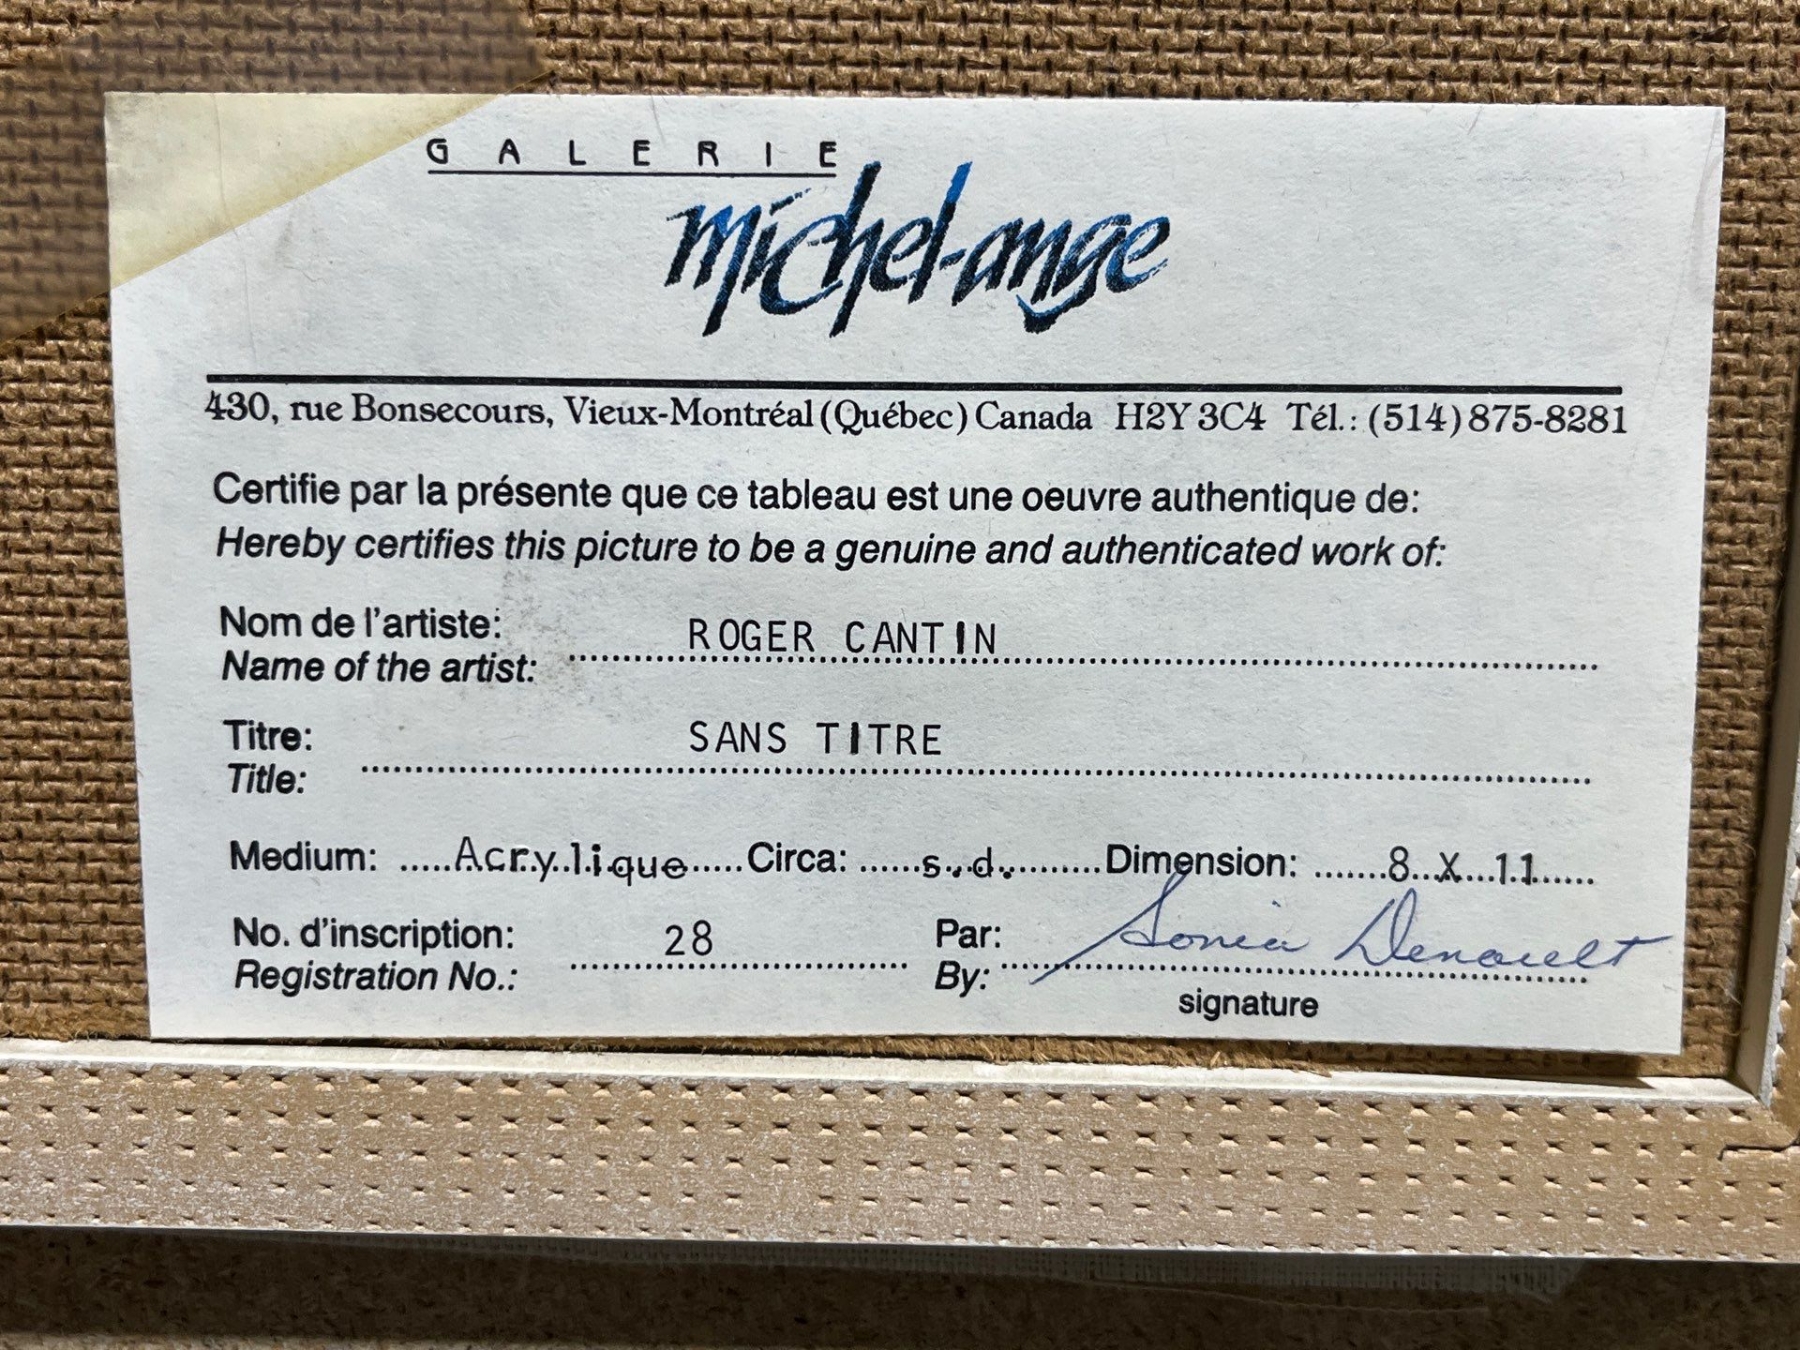 GALERIE
michel-ange
430, rue Bonsecours, Vieux-Montréal (Québec) Canada H2Y 3C4 Tél.: (514) 875-8281
Certifie par la présente que ce tableau est une oeuvre authentique de:
Hereby certifies this picture to be a genuine and authenticated work of:
Nom de l'artiste:
Name of the artist: ROGER CANTIN
Titre:
Title: SANS TITRE
Medium: Acrylique Circa: s.d. Dimension: 8 X 11
No. d'inscription: 28 Par: Sonia Denault
Registration No.: By:
signature